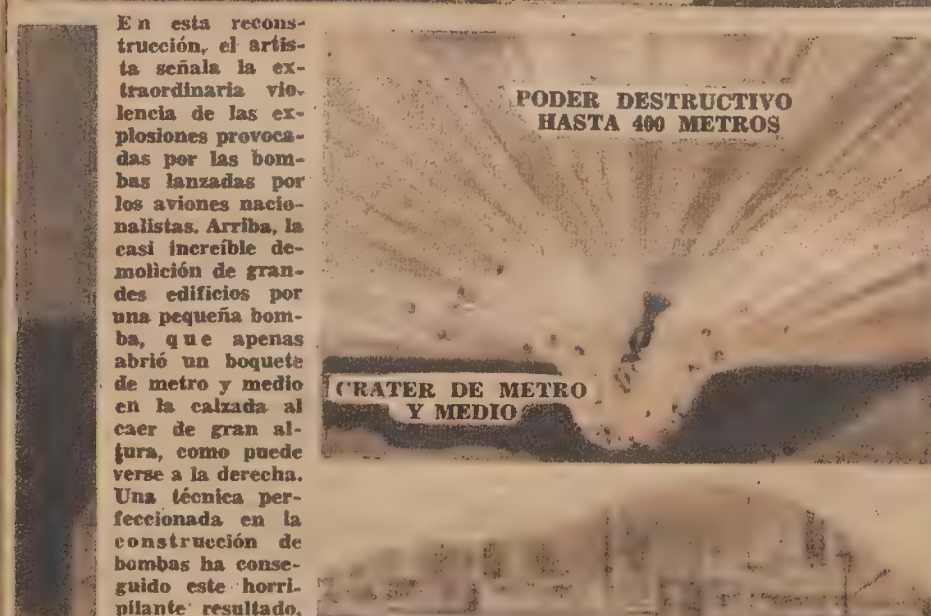 En esta recons-
trucción, el artis-
ta señala la ex-
traordinaria vio-
lencia de las ex-
plosiones provoca-
das por las bom-
bas lanzadas por
los aviones nacio-
nalistas. Arriba, la
casi increíble de-
molición de gran-
des edificios por
una pequeña bom-
ba, que apenas
abrió un boquete
de metro y medio
en la calzada al
caer de gran al-
tura, como puede
verse a la derecha.
Una técnica per-
feccionada en la
construcción de
bombas ha conse-
guido este horri-
pilante resultado.
PODER DESTRUCTIVO
HASTA 400 METROS
CRATER DE METRO
Y MEDIO